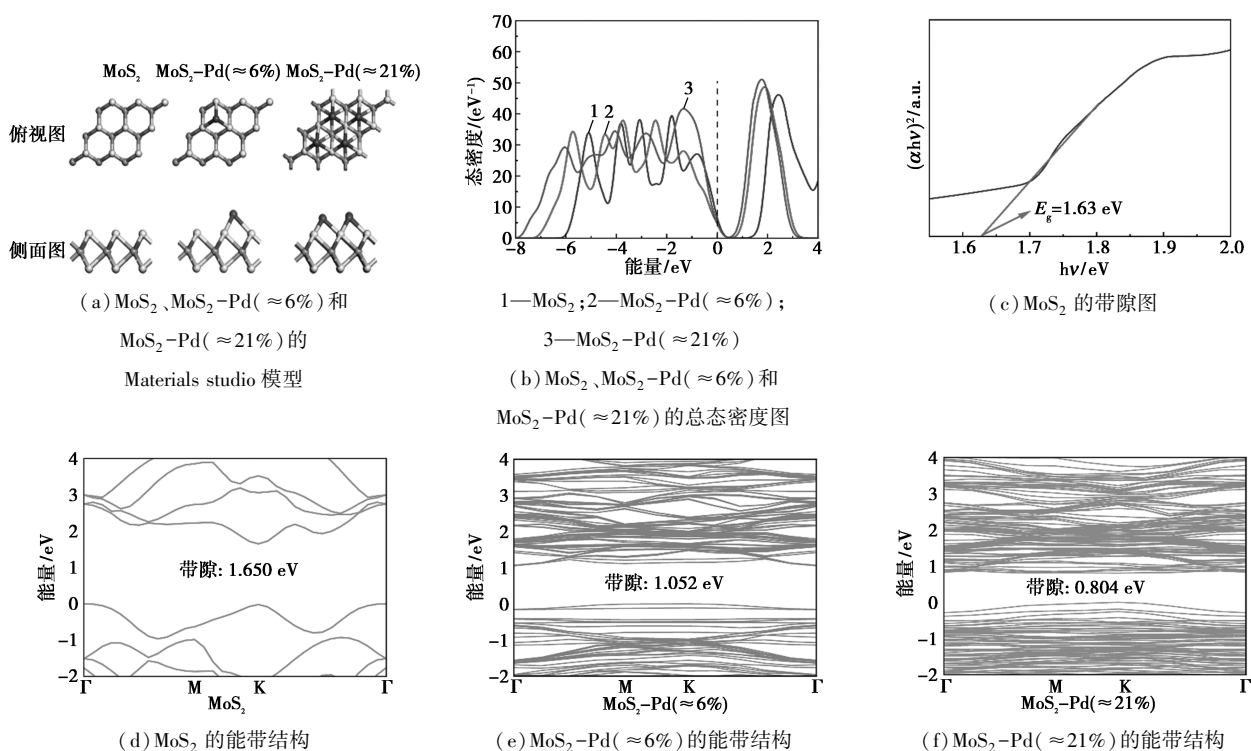 MoS₂ MoS₂-Pd(≈6%) MoS₂-Pd(≈21%)
俯视图
侧面图
(a)MoS₂、MoS₂-Pd(≈6%)和
MoS₂-Pd(≈21%)的
Materials studio 模型
态密度/(eV⁻¹)
70
60
50
40
30
20
10
0
1 2 3
-8 -6 -4 -2 0 2 4
能量/eV
1—MoS₂;2—MoS₂-Pd(≈6%);
3—MoS₂-Pd(≈21%)
(b)MoS₂、MoS₂-Pd(≈6%)和
MoS₂-Pd(≈21%)的总态密度图
(αhν)²/a.u.
E_g=1.63 eV
1.6 1.7 1.8 1.9 2.0
hν/eV
(c)MoS₂ 的带隙图
能量/eV
4
3
2
1
0
-1
-2
带隙: 1.650 eV
Γ M K Γ
MoS₂
(d)MoS₂ 的能带结构
能量/eV
4
3
2
1
0
-1
-2
带隙: 1.052 eV
Γ M K Γ
MoS₂-Pd(≈6%)
(e)MoS₂-Pd(≈6%)的能带结构
能量/eV
4
3
2
1
0
-1
-2
带隙: 0.804 eV
Γ M K Γ
MoS₂-Pd(≈21%)
(f)MoS₂-Pd(≈21%)的能带结构